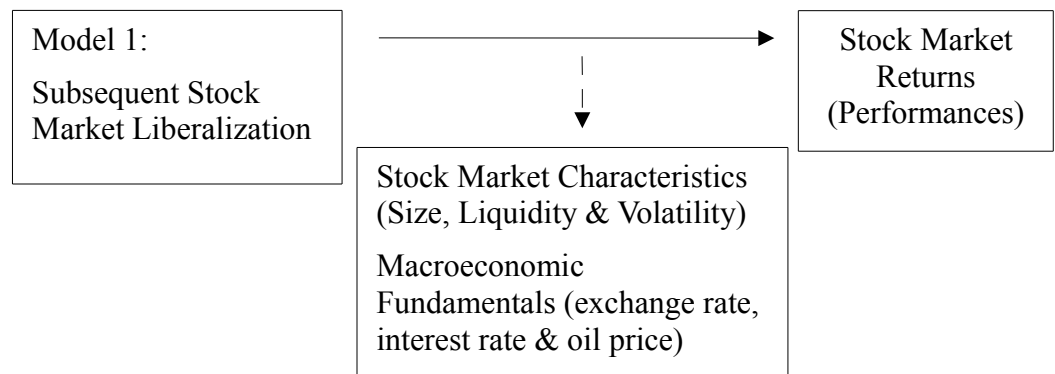 Model 1:
Subsequent Stock
Market Liberalization
Stock Market
Returns
(Performances)
Stock Market Characteristics
(Size, Liquidity & Volatility)
Macroeconomic
Fundamentals (exchange rate,
interest rate & oil price)